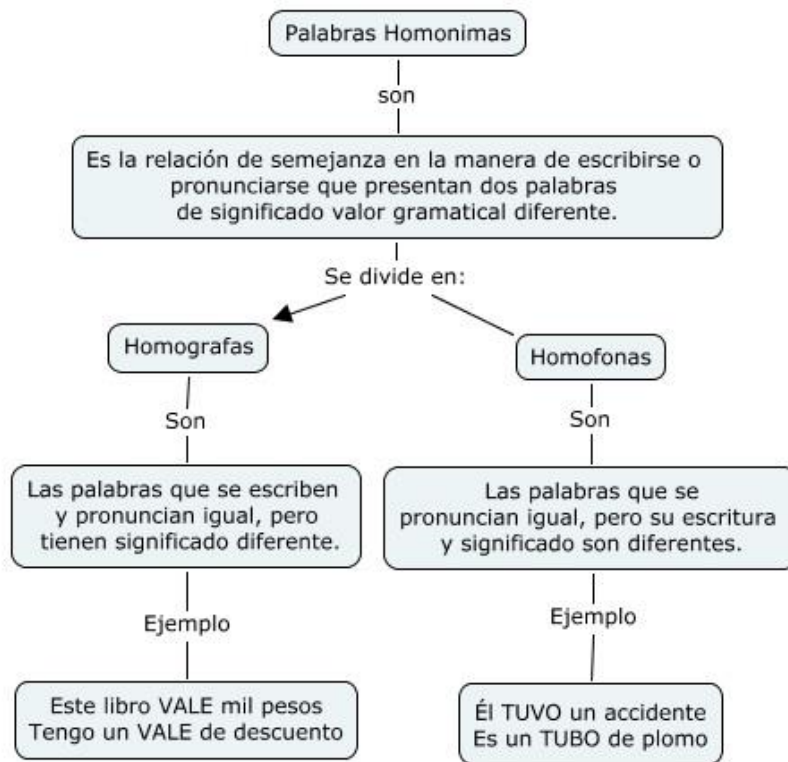 Palabras Homonimas
son
Es la relación de semejanza en la manera de escribirse o
pronunciarse que presentan dos palabras
de significado valor gramatical diferente.
Se divide en:
Homografas
Son
Las palabras que se escriben
y pronuncian igual, pero
tienen significado diferente.
Ejemplo
Este libro VALE mil pesos
Tengo un VALE de descuento
Homofonas
Son
Las palabras que se
pronuncian igual, pero su escritura
y significado son diferentes.
Ejemplo
Él TUVO un accidente
Es un TUBO de plomo